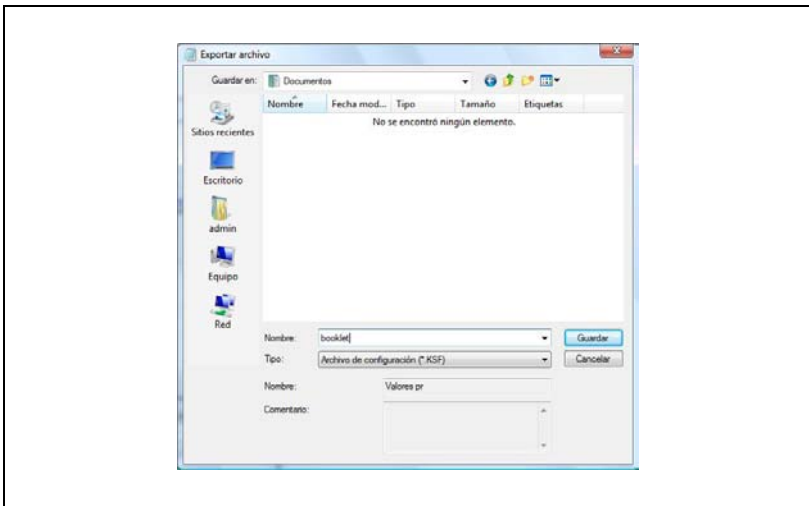 Exportar archivo
Guardar en: Documentos
Nombre Fecha mod... Tipo Tamaño Etiquetas
No se encontró ningún elemento.
Sitios recientes
Escritorio
admin
Equipo
Red
Nombre: booklet Guardar
Tipo: Archivo de configuración (*.KSF) Cancelar
Nombre: Valores pr
Comentario: